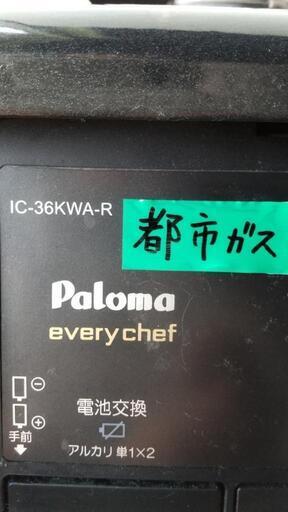 IC-36KWA-R
都市ガス
Paloma
every chef
⊖
⊕
手前
電池交換
アルカリ 単1×2